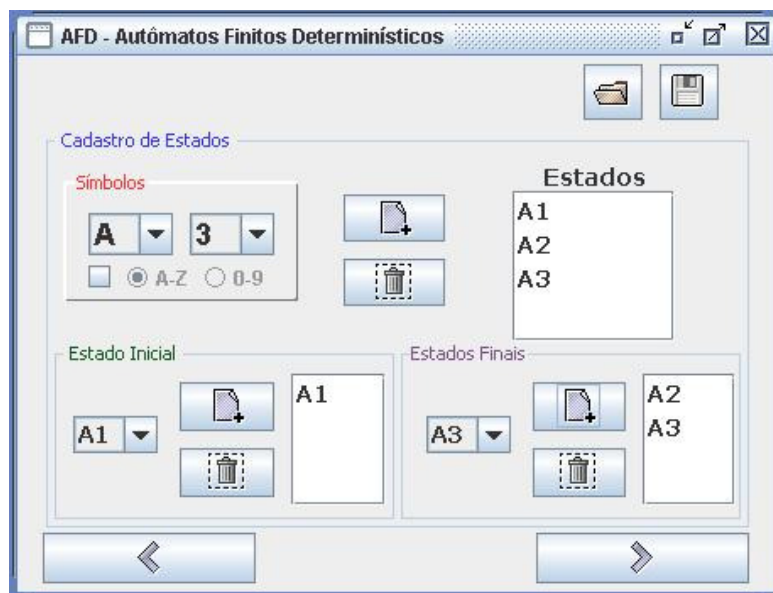 AFD - Autômatos Finitos Determinísticos
Cadastro de Estados
Símbolos
A 3
A-Z 0-9
Estados
A1
A2
A3
Estado Inicial
A1
A1
Estados Finais
A3
A2
A3